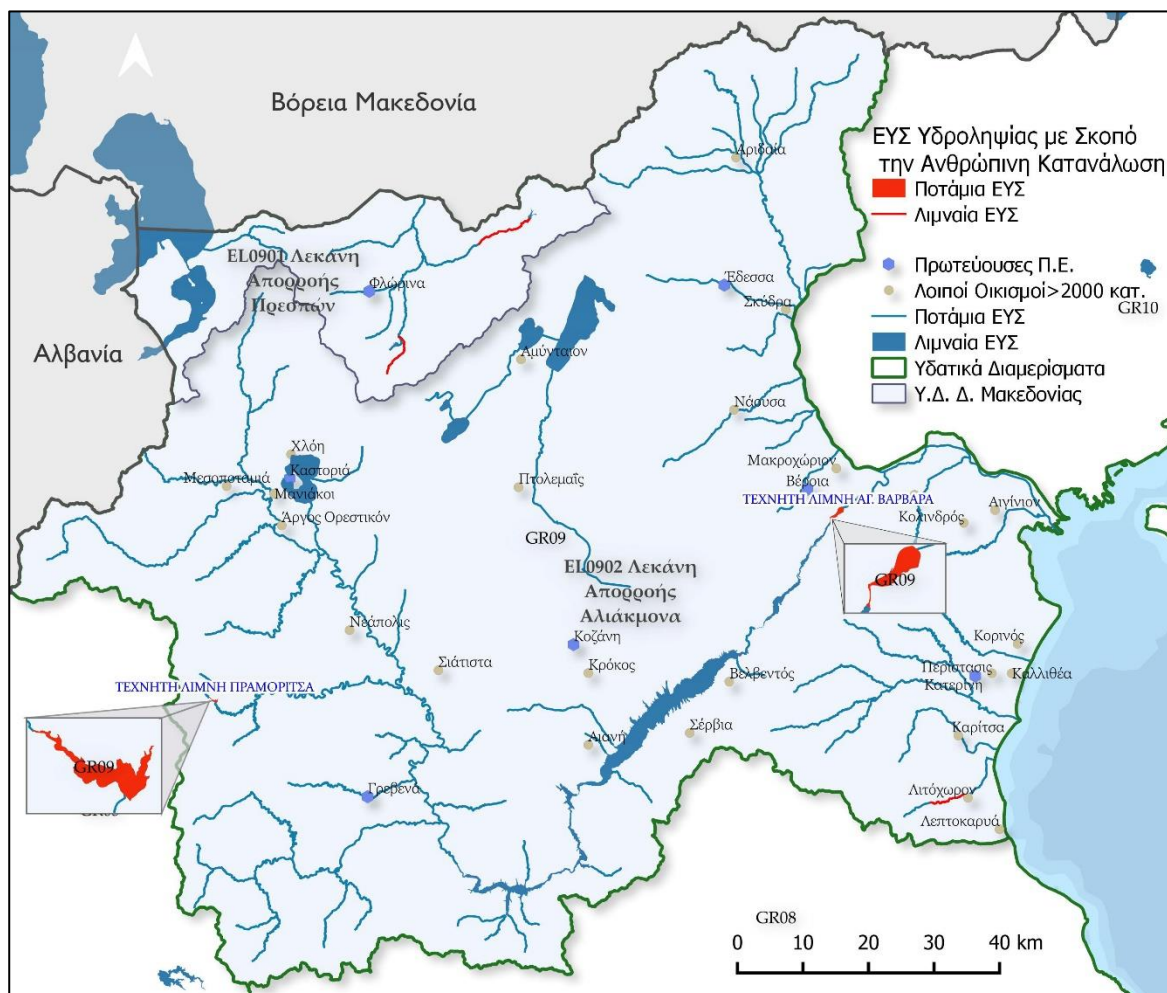 Βόρεια Μακεδονία
Αλβανία
ΕΥΣ Υδροληψίας με Σκοπό
την Ανθρώπινη Κατανάλωση
Ποτάμια ΕΥΣ
Λιμναία ΕΥΣ
Πρωτεύουσες Π.Ε.
Λοιποί Οικισμοί>2000 κατ.
Ποτάμια ΕΥΣ
Λιμναία ΕΥΣ
Υδατικά Διαμερίσματα
Υ.Δ. Δ. Μακεδονίας
GR10
Αριδαία
EL0901 Λεκάνη
Απορροής
Πρεσπών
Φλώρινα
Έδεσσα
Σκύδρα
Αμύνταιον
Νάουσα
Χλόη
Καστοριά
Μεσοποταμιά
Μανιάκοι
Άργος Ορεστικόν
Πτολεμαΐς
Μακροχώριον
Βέροια
ΤΕΧΝΗΤΗ ΛΙΜΝΗ ΑΓ. ΒΑΡΒΑΡΑ
Κολινδρός
Αιγίνιον
GR09
GR09
EL0902 Λεκάνη
Απορροής
Αλιάκμονα
Νεάπολις
Κοζάνη
Κρόκος
Σιάτιστα
Βελβεντός
Κορινός
Περίστασις
Καλλιθέα
Κατερίνη
ΤΕΧΝΗΤΗ ΛΙΜΝΗ ΠΡΑΜΟΡΙΤΣΑ
GR09
Αιανή
Σέρβια
Καρίτσα
Γρεβενά
Λιτόχωρον
Λεπτοκαρυά
GR08
0 10 20 30 40 km